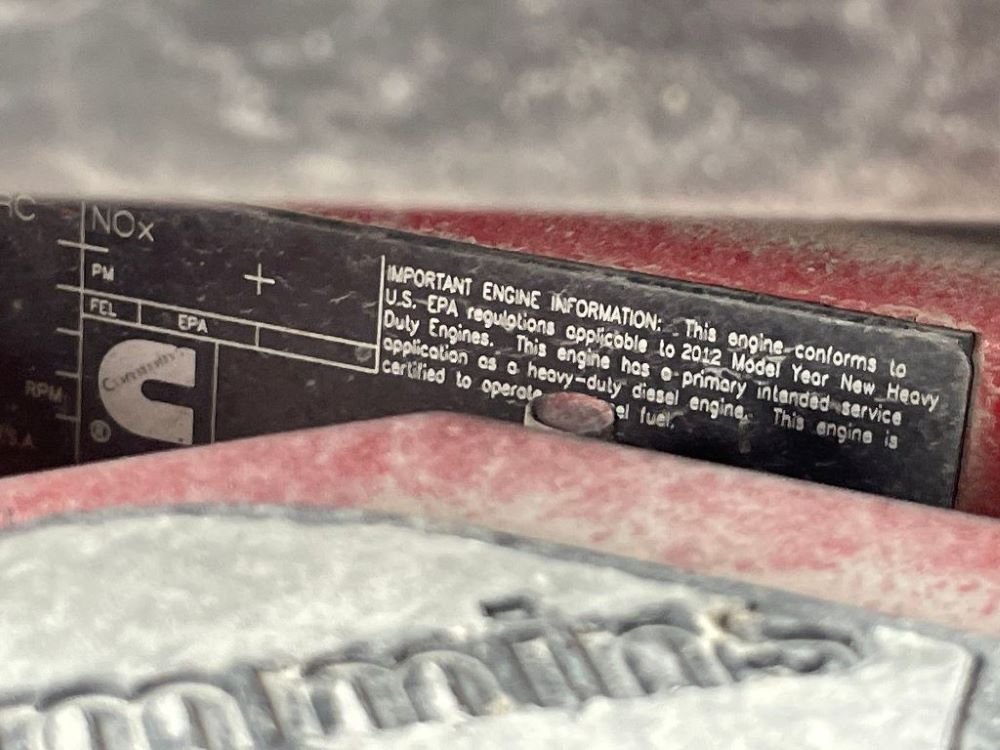 NOx
PM
FEL EPA
RPM
IMPORTANT ENGINE INFORMATION: This engine conforms to
U.S. EPA regulations applicable to 2012 Model Year New Heavy
Duty Engines. This engine has a primary intended service
application as a heavy-duty diesel engine. This engine is
certified to operate fuel.
Cummins